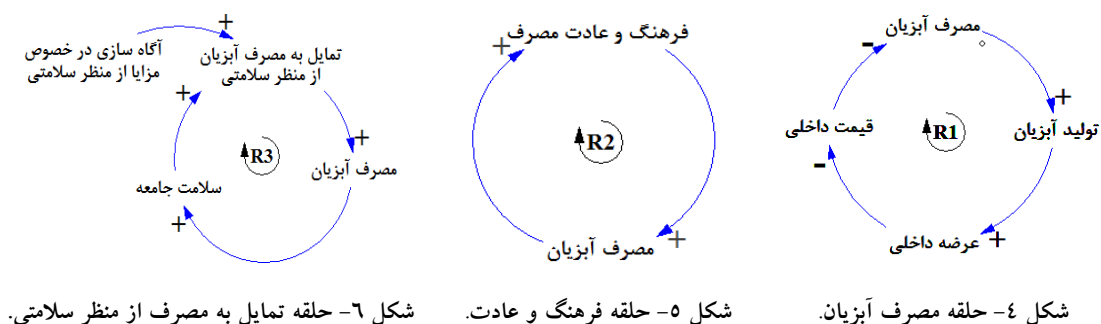 مصرف آبزیان
-
+
تولید آبزیان
قیمت داخلی
R1
-
عرضه داخلی
+
شکل ٤- حلقه مصرف آبزیان.
فرهنگ و عادت مصرف
+
R2
مصرف آبزیان
+
شکل ٥- حلقه فرهنگ و عادت.
+
آگاه سازی در خصوص
مزایا از منظر سلامتی
تمایل به مصرف آبزیان
از منظر سلامتی
+
+
R3
مصرف آبزیان
سلامت جامعه
+
شکل ٦- حلقه تمایل به مصرف از منظر سلامتی.